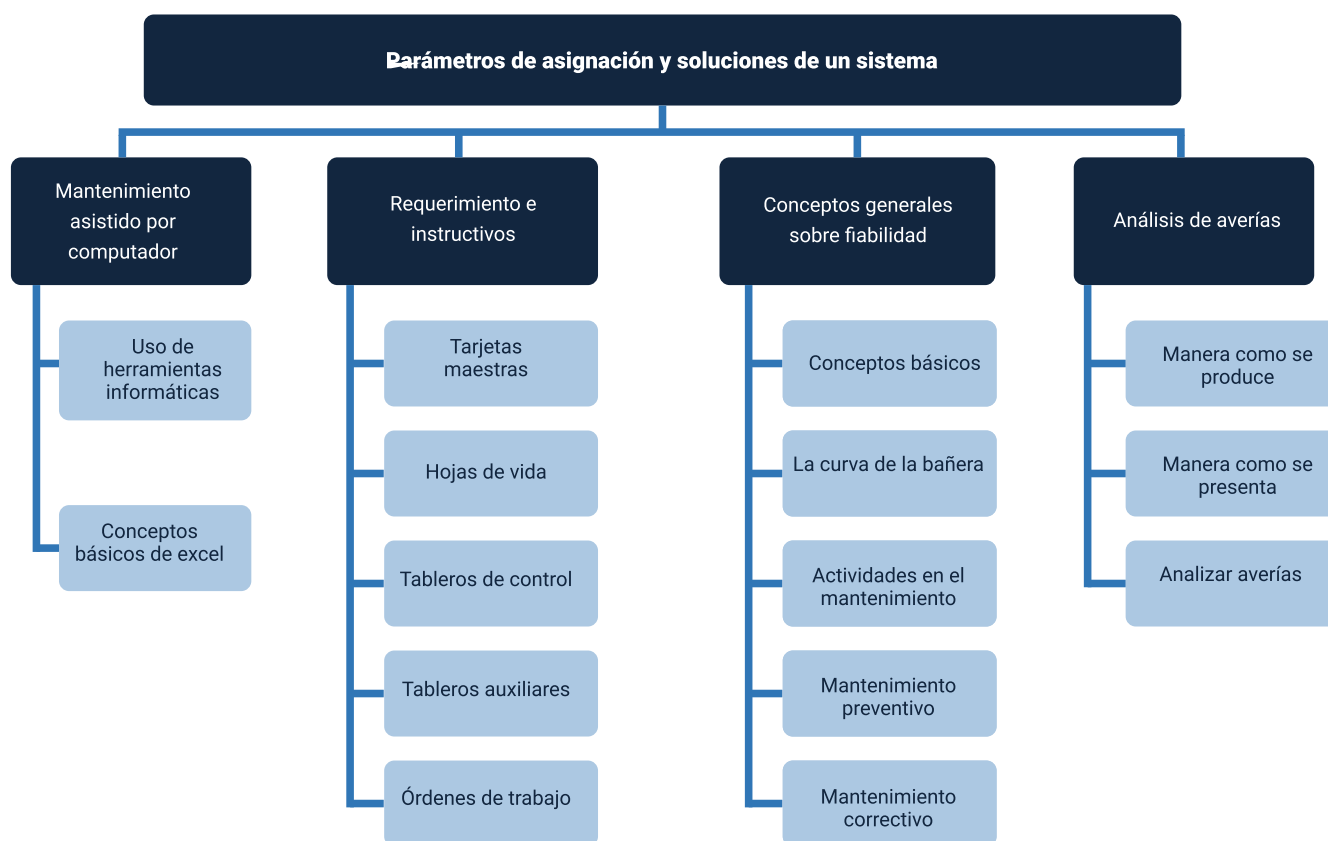 Parámetros de asignación y soluciones de un sistema
Mantenimiento
asistido por
computador
Uso de
herramientas
informáticas
Conceptos
básicos de excel
Requerimiento e
instructivos
Tarjetas
maestras
Hojas de vida
Tableros de control
Tableros auxiliares
Órdenes de trabajo
Conceptos generales
sobre fiabilidad
Conceptos básicos
La curva de la bañera
Actividades en el
mantenimiento
Mantenimiento
preventivo
Mantenimiento
correctivo
Análisis de averías
Manera como se
produce
Manera como se
presenta
Analizar averías